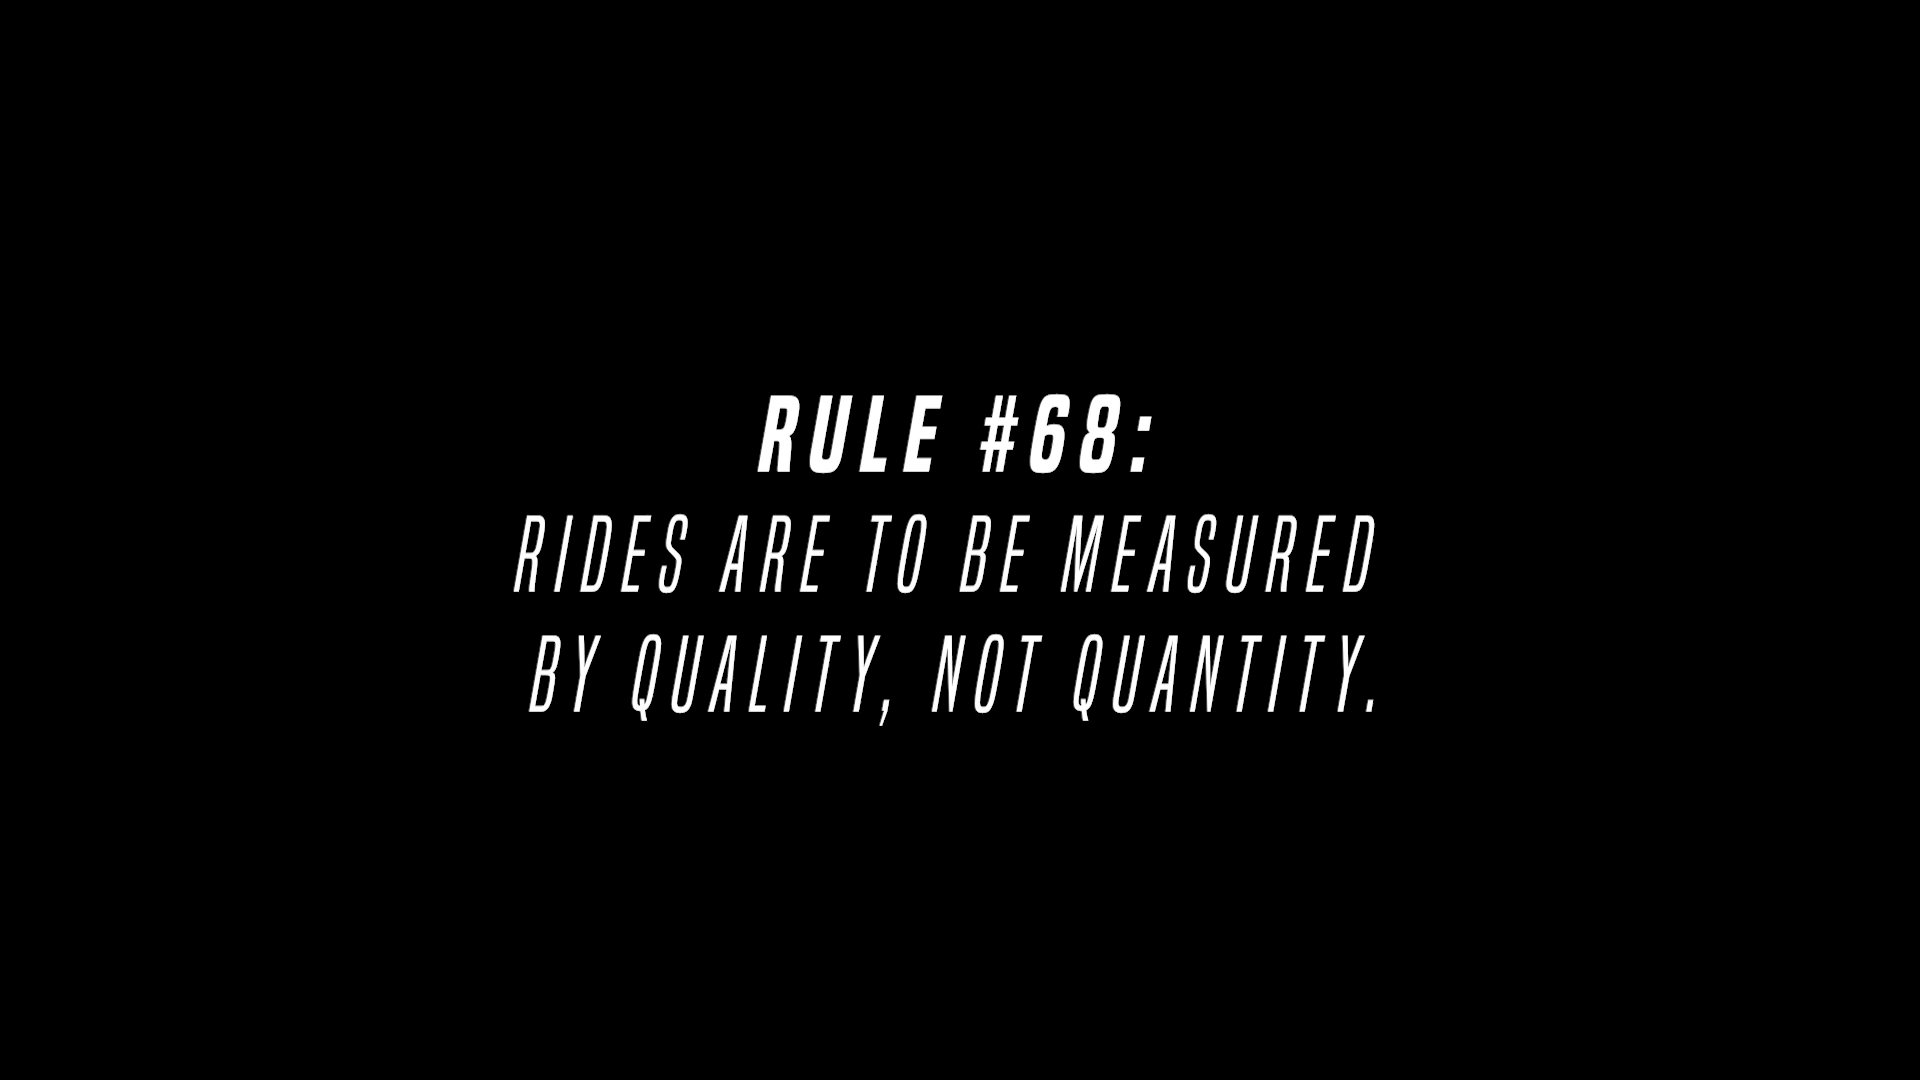 RULE #68:
RIDES ARE TO BE MEASURED
BY QUALITY, NOT QUANTITY.